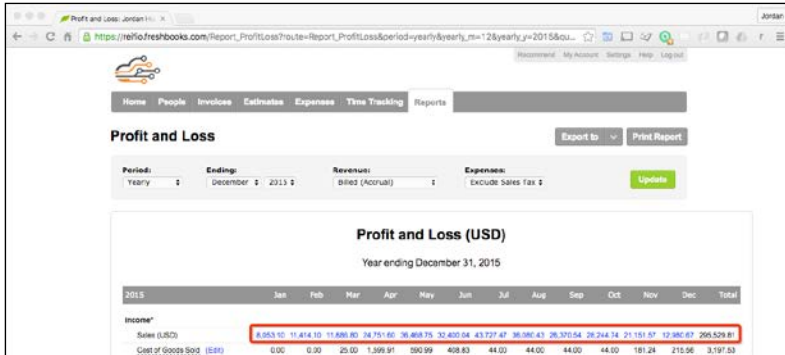 Profit and Loss: Jordan Hu
Jordan
https://reifio.freshbooks.com/Report_ProfitLoss?route=Report_ProfitLoss&period=yearly&yearly_m=12&yearly_y=2015&ou...
Recommend My Account Settings Help Log out
Home People Invoices Estimates Expenses Time Tracking Reports
Profit and Loss
Export to Print Report
Period: Ending: Revenue: Expenses:
Yearly December 2015 Billed (Accrual) Exclude Sales Tax Update
Profit and Loss (USD)
Year ending December 31, 2015
2015 Jan Feb Mar Apr May Jun Jul Aug Sep Oct Nov Dec Total
Income*
Sales (USD) 8,053.10 11,414.10 11,886.80 24,751.60 36,468.75 32,400.04 43,727.47 36,080.43 26,370.54 28,244.74 21,151.57 12,980.67 295,529.81
Cost of Goods Sold (Edit) 0.00 0.00 25.00 1,599.91 590.99 408.83 44.00 44.00 44.00 44.00 181.24 215.56 3,197.53